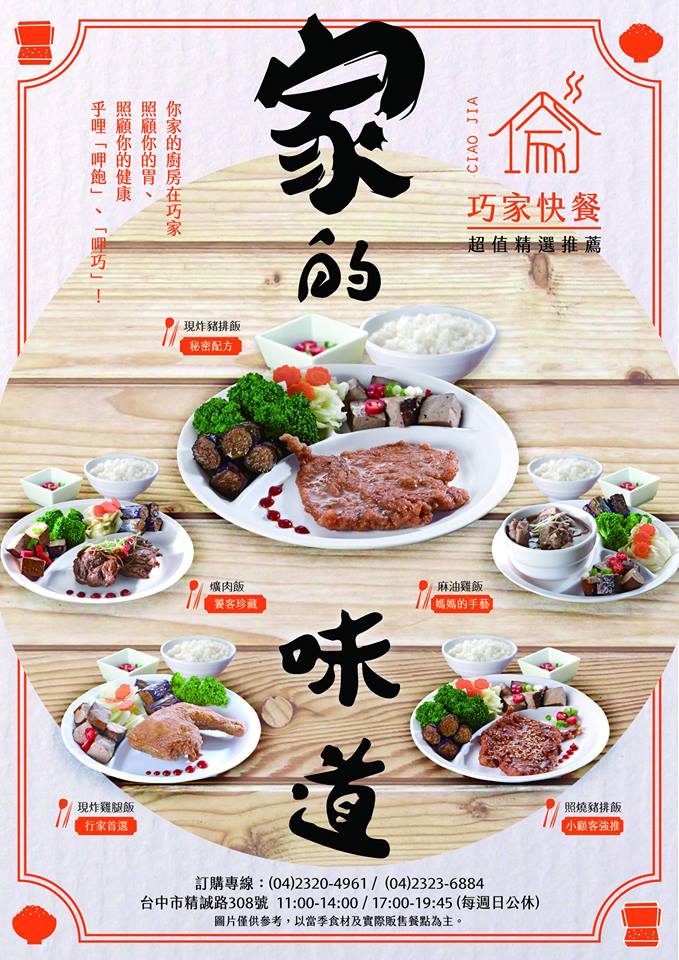 家的味道
CIAO JIA
巧家快餐
超值精選推薦
你家的廚房在巧家
照顧你的胃、
照顧你的健康
乎哩「呷飽」、「呷巧」！
現炸豬排飯
秘密配方
爌肉飯
饕客珍藏
麻油雞飯
媽媽的手藝
現炸雞腿飯
行家首選
照燒豬排飯
小顧客強推
訂購專線：(04)2320-4961 / (04)2323-6884
台中市精誠路308號 11:00-14:00 / 17:00-19:45 (每週日公休)
圖片僅供參考，以當季食材及實際販售餐點為主。